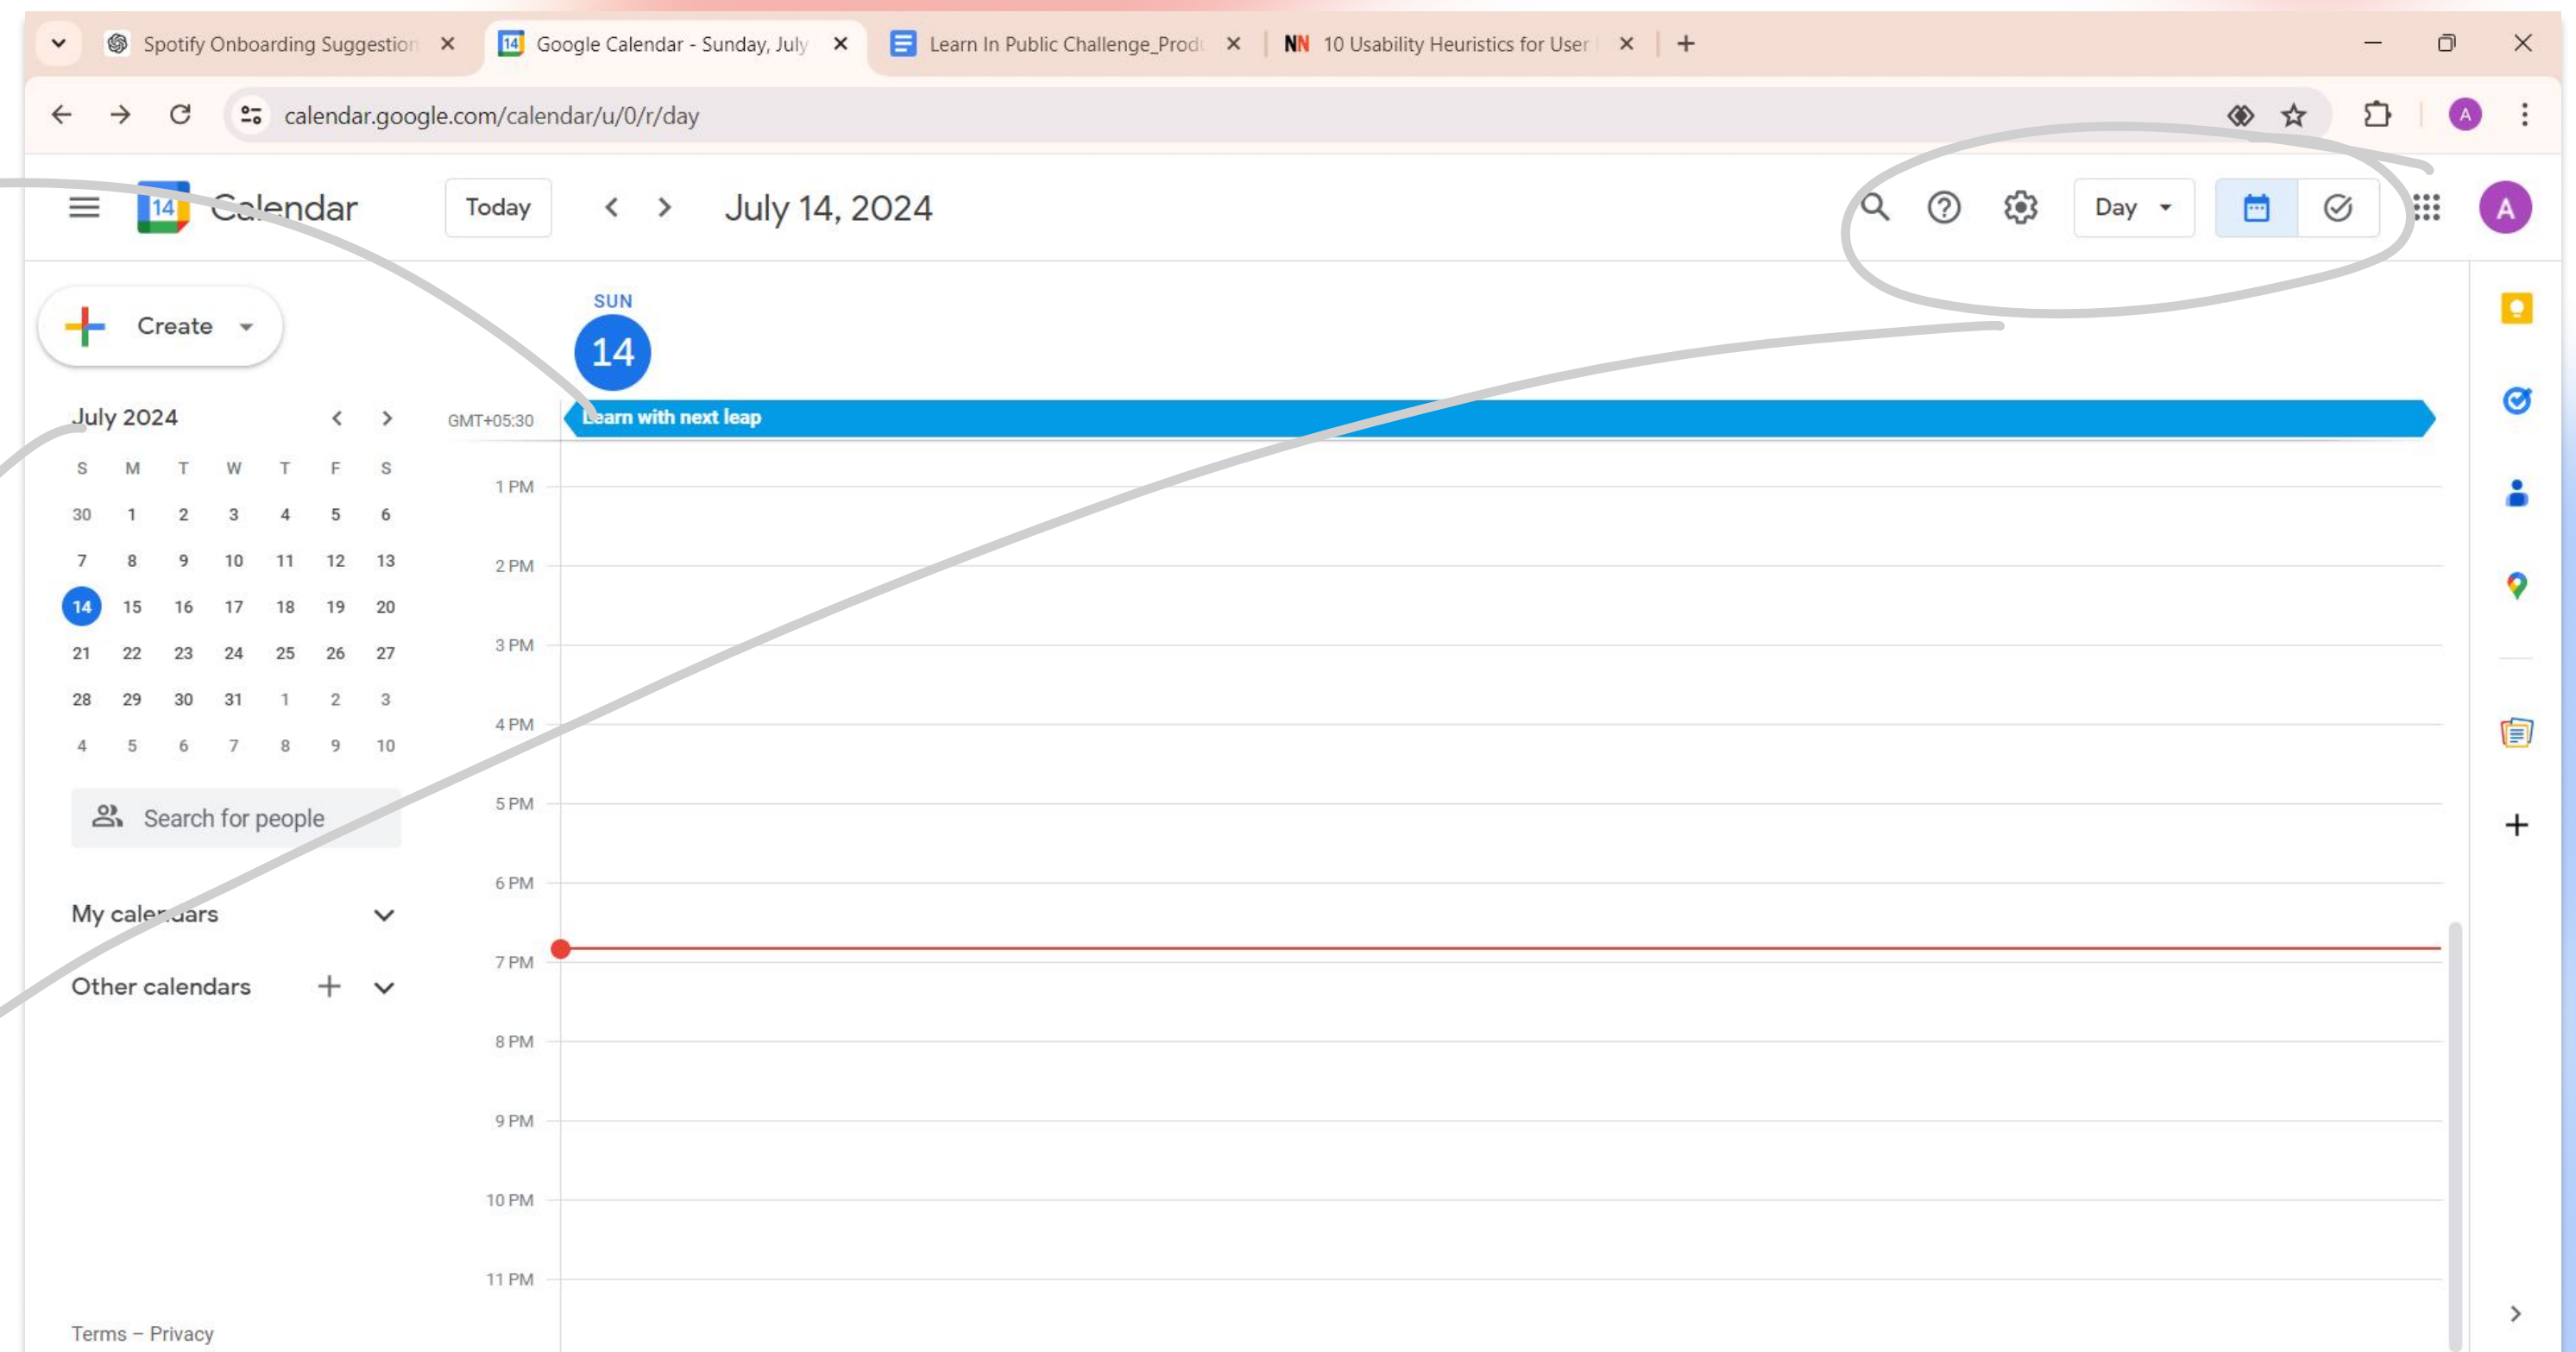 Spotify Onboarding Suggestion
Google Calendar - Sunday, July
Learn In Public Challenge_Prod
NN 10 Usability Heuristics for User
calendar.google.com/calendar/u/0/r/day
A
14 Calendar
Today
July 14, 2024
Day
A
Create
SUN
14
July 2024
GMT+05:30
Learn with next leap
S M T W T F S
30 1 2 3 4 5 6
7 8 9 10 11 12 13
14 15 16 17 18 19 20
21 22 23 24 25 26 27
28 29 30 31 1 2 3
4 5 6 7 8 9 10
Search for people
My calendars
Other calendars
1 PM
2 PM
3 PM
4 PM
5 PM
6 PM
7 PM
8 PM
9 PM
10 PM
11 PM
Terms – Privacy